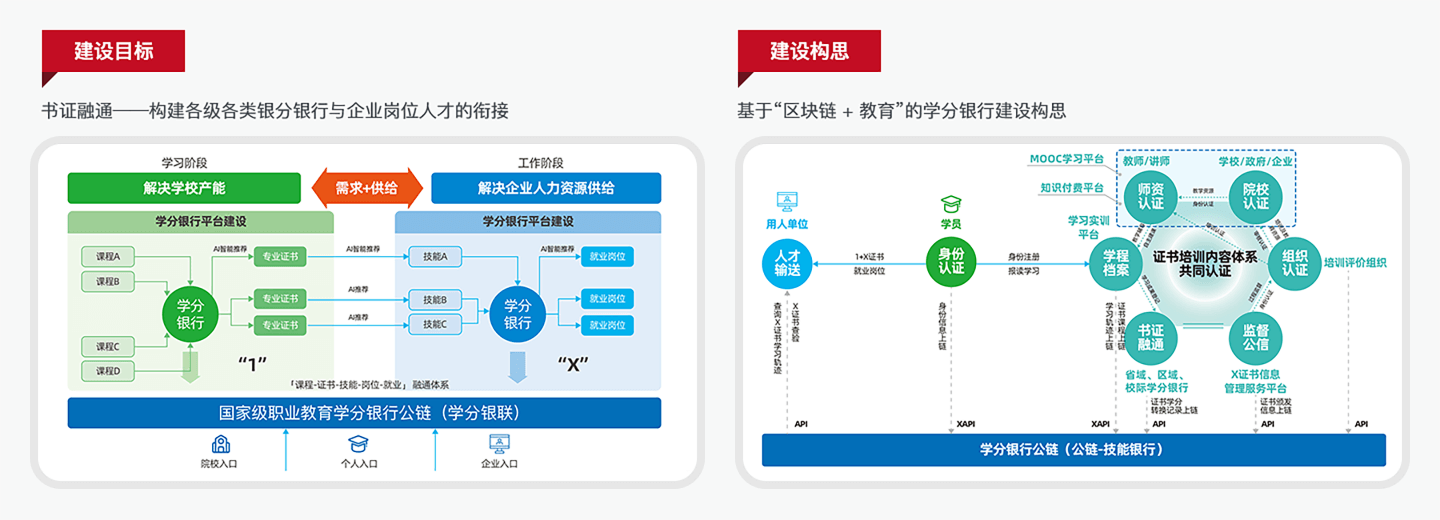 建设目标
书证融通——构建各级各类银分银行与企业岗位人才的衔接
学习阶段
工作阶段
解决学校产能
需求+供给
解决企业人力资源供给
学分银行平台建设
学分银行平台建设
课程A
课程B
课程C
课程D
学分
银行
AI智能推荐
专业证书
专业证书
专业证书
AI智能推荐
AI推荐
AI推荐
技能A
技能B
技能C
学分
银行
AI智能推荐
就业岗位
就业岗位
就业岗位
“1”
“X”
「课程-证书-技能-岗位-就业」融通体系
国家级职业教育学分银行公链（学分银联）
院校入口
个人入口
企业入口
建设构思
基于“区块链 + 教育”的学分银行建设构思
MOOC学习平台
知识付费平台
学习实训
平台
教师/讲师
学校/政府/企业
师资
认证
教学资源
身份认证
院校
认证
用人单位
人才
输送
1+X证书
就业岗位
学员
身份
认证
身份注册
报读学习
学程
档案
证书培训内容体系
共同认证
组织
认证
培训评价组织
书证
融通
监督
公信
过程监督
身份认证
省域、区域、
校际学分银行
X证书信息
管理服务平台
X证书查验
查询X证书学习轨迹
身份信息上链
证书课程上链
学习轨迹上链
证书学分
转换记录上链
证书颁发
信息上链
API
XAPI
XAPI
API
API
API
学分银行公链（公链-技能银行）